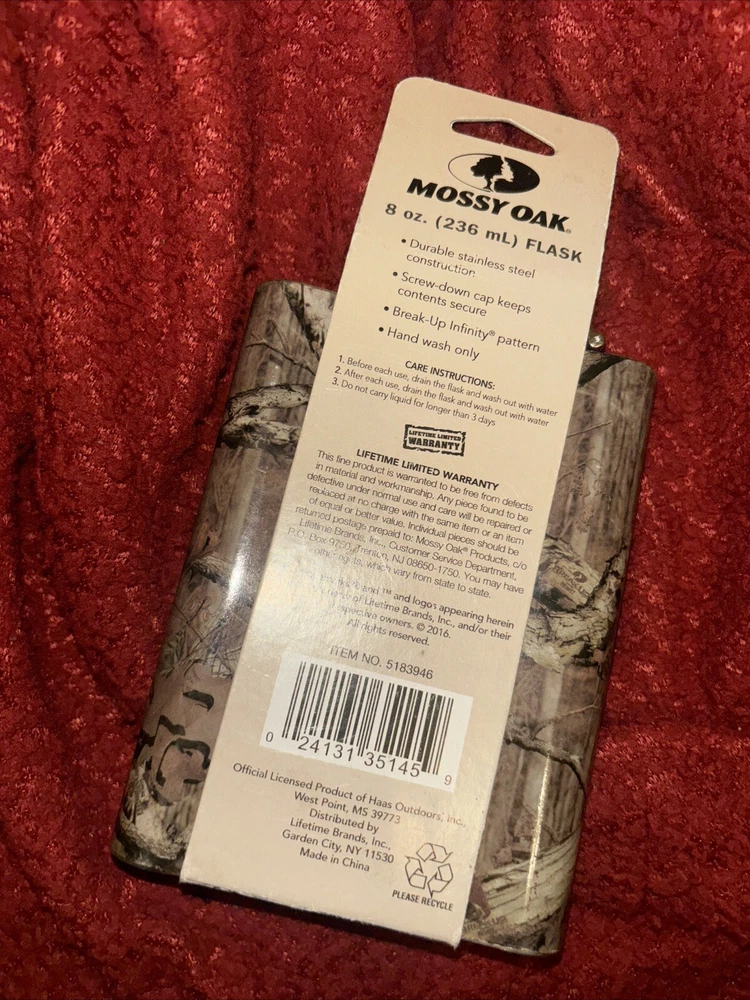 MOSSY OAK®
8 oz. (236 mL) FLASK
• Durable stainless steel
construction
• Screw-down cap keeps
contents secure
• Break-Up Infinity® pattern
• Hand wash only
CARE INSTRUCTIONS:
1. Before each use, drain the flask and wash out with water
2. After each use, drain the flask and wash out with water
3. Do not carry liquid for longer than 3 days
LIFETIME LIMITED
WARRANTY
LIFETIME LIMITED WARRANTY
This fine product is warranted to be free from defects
in material and workmanship. Any piece found to be
defective under normal use and care will be repaired or
replaced at no charge with the same item or an item
of equal or better value. Individual pieces should be
returned postage prepaid to: Mossy Oak® Products, c/o
Lifetime Brands, Inc., Customer Service Department,
P.O. Box 9700, Trenton, NJ 08650-1750. You may have
other rights, which vary from state to state.
™ and logos appearing herein
of Lifetime Brands, Inc., and/or their
respective owners. © 2016.
All rights reserved.
ITEM NO. 5183946
0 24131 35145 9
Official Licensed Product of Haas Outdoors, Inc.,
West Point, MS 39773
Distributed by
Lifetime Brands, Inc.,
Garden City, NY 11530
Made in China
PLEASE RECYCLE